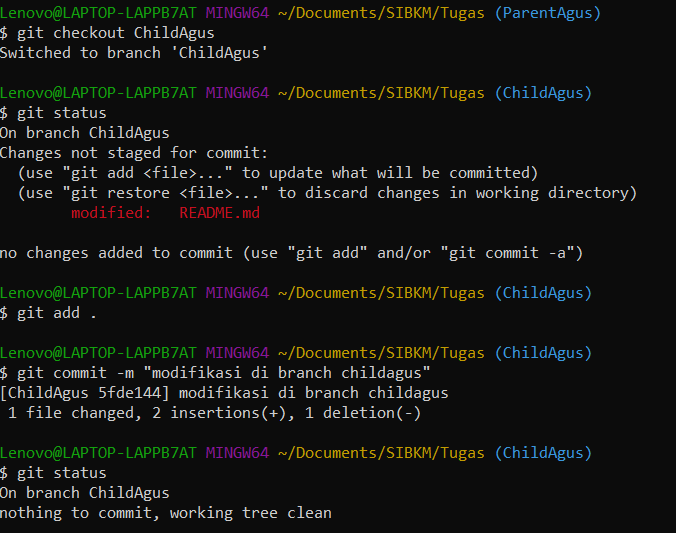 Lenovo@LAPTOP-LAPPB7AT MINGW64 ~/Documents/SIBKM/Tugas (ParentAgus)
$ git checkout ChildAgus
Switched to branch 'ChildAgus'
Lenovo@LAPTOP-LAPPB7AT MINGW64 ~/Documents/SIBKM/Tugas (ChildAgus)
$ git status
On branch ChildAgus
Changes not staged for commit:
  (use "git add <file>..." to update what will be committed)
  (use "git restore <file>..." to discard changes in working directory)
        modified:   README.md
no changes added to commit (use "git add" and/or "git commit -a")
Lenovo@LAPTOP-LAPPB7AT MINGW64 ~/Documents/SIBKM/Tugas (ChildAgus)
$ git add .
Lenovo@LAPTOP-LAPPB7AT MINGW64 ~/Documents/SIBKM/Tugas (ChildAgus)
$ git commit -m "modifikasi di branch childagus"
[ChildAgus 5fde144] modifikasi di branch childagus
 1 file changed, 2 insertions(+), 1 deletion(-)
Lenovo@LAPTOP-LAPPB7AT MINGW64 ~/Documents/SIBKM/Tugas (ChildAgus)
$ git status
On branch ChildAgus
nothing to commit, working tree clean